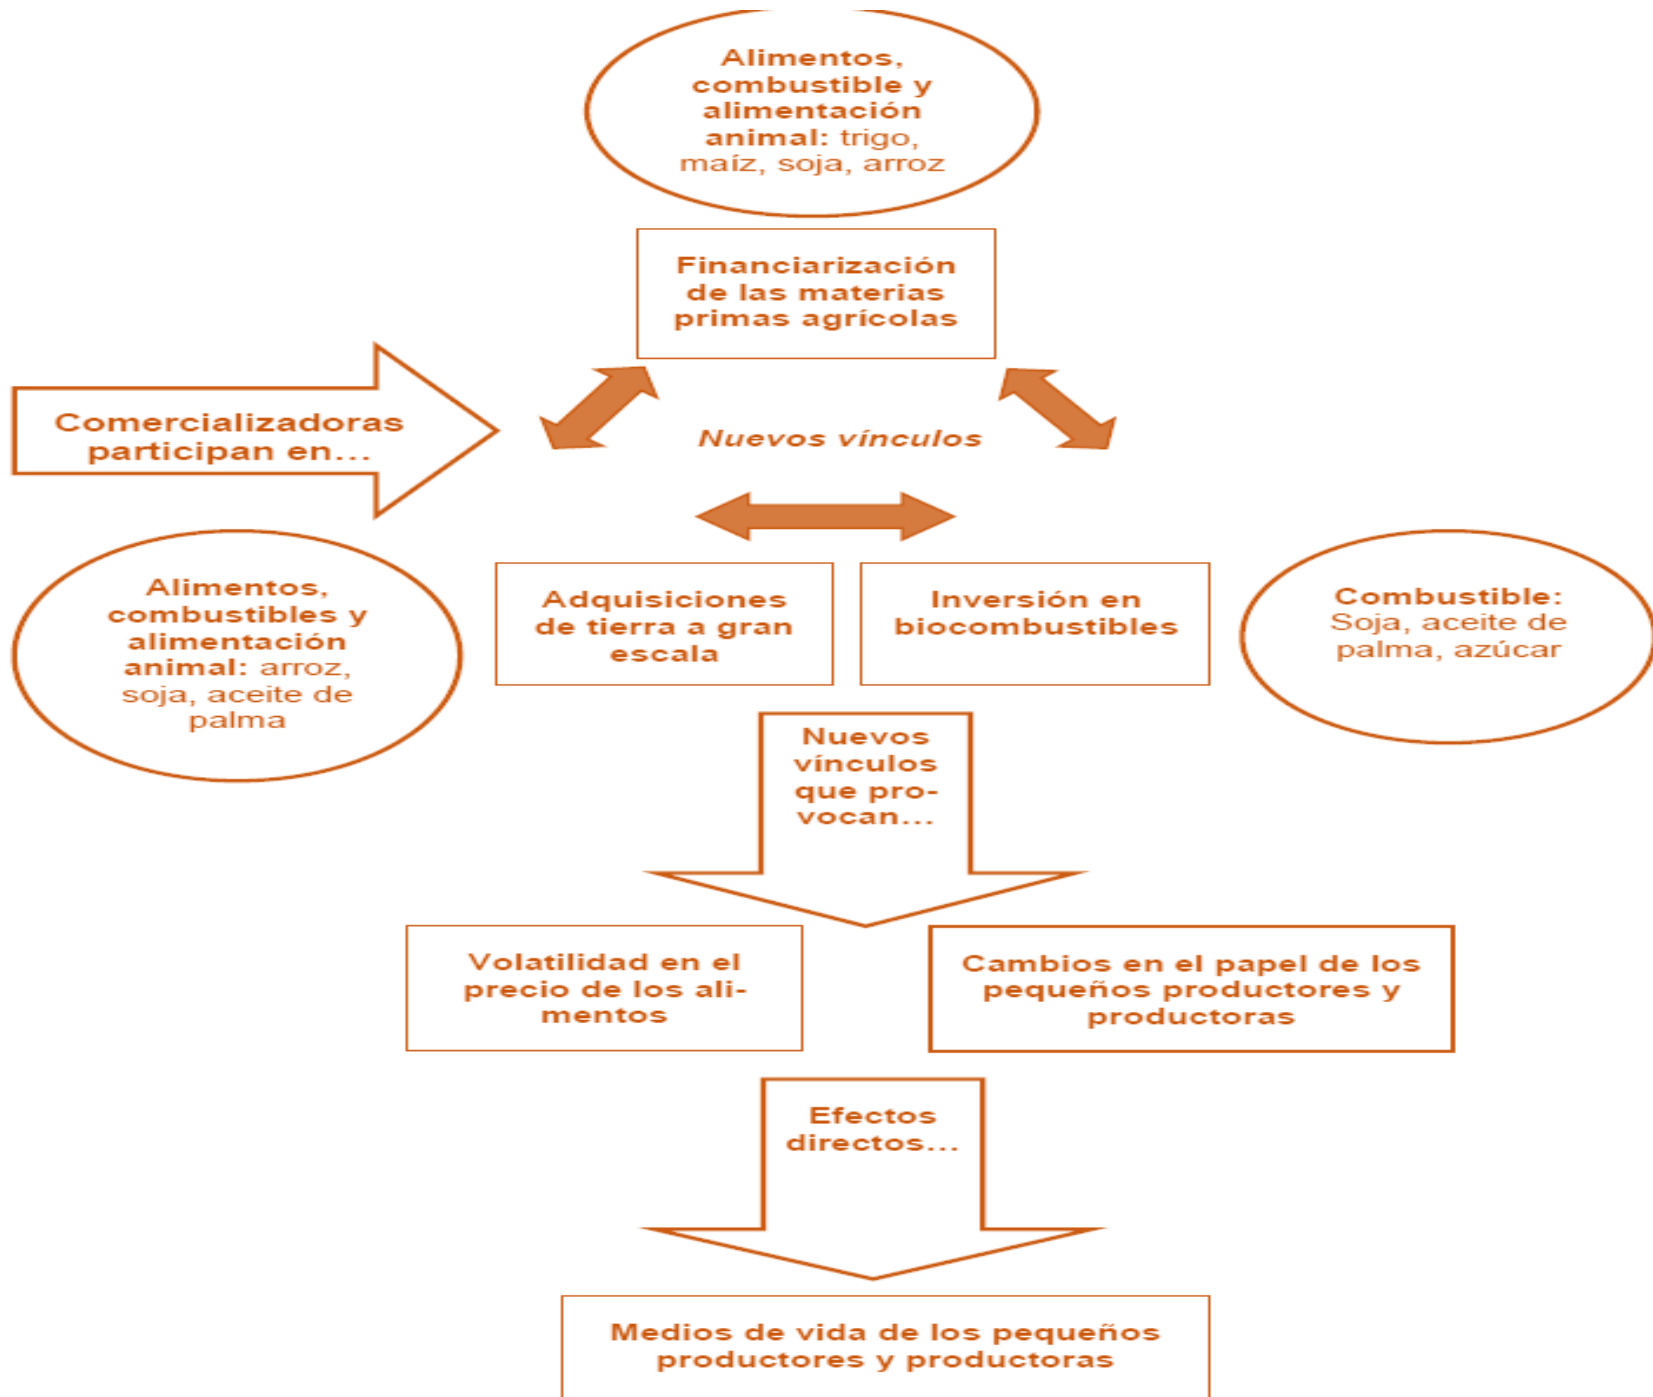 Alimentos,
combustible y
alimentación
animal: trigo,
maíz, soja, arroz
Financiarización
de las materias
primas agrícolas
Comercializadoras
participan en…
Nuevos vínculos
Alimentos,
combustibles y
alimentación
animal: arroz,
soja, aceite de
palma
Adquisiciones
de tierra a gran
escala
Inversión en
biocombustibles
Combustible:
Soja, aceite de
palma, azúcar
Nuevos
vínculos
que pro-
vocan…
Volatilidad en el
precio de los ali-
mentos
Cambios en el papel de los
pequeños productores y
productoras
Efectos
directos…
Medios de vida de los pequeños
productores y productoras